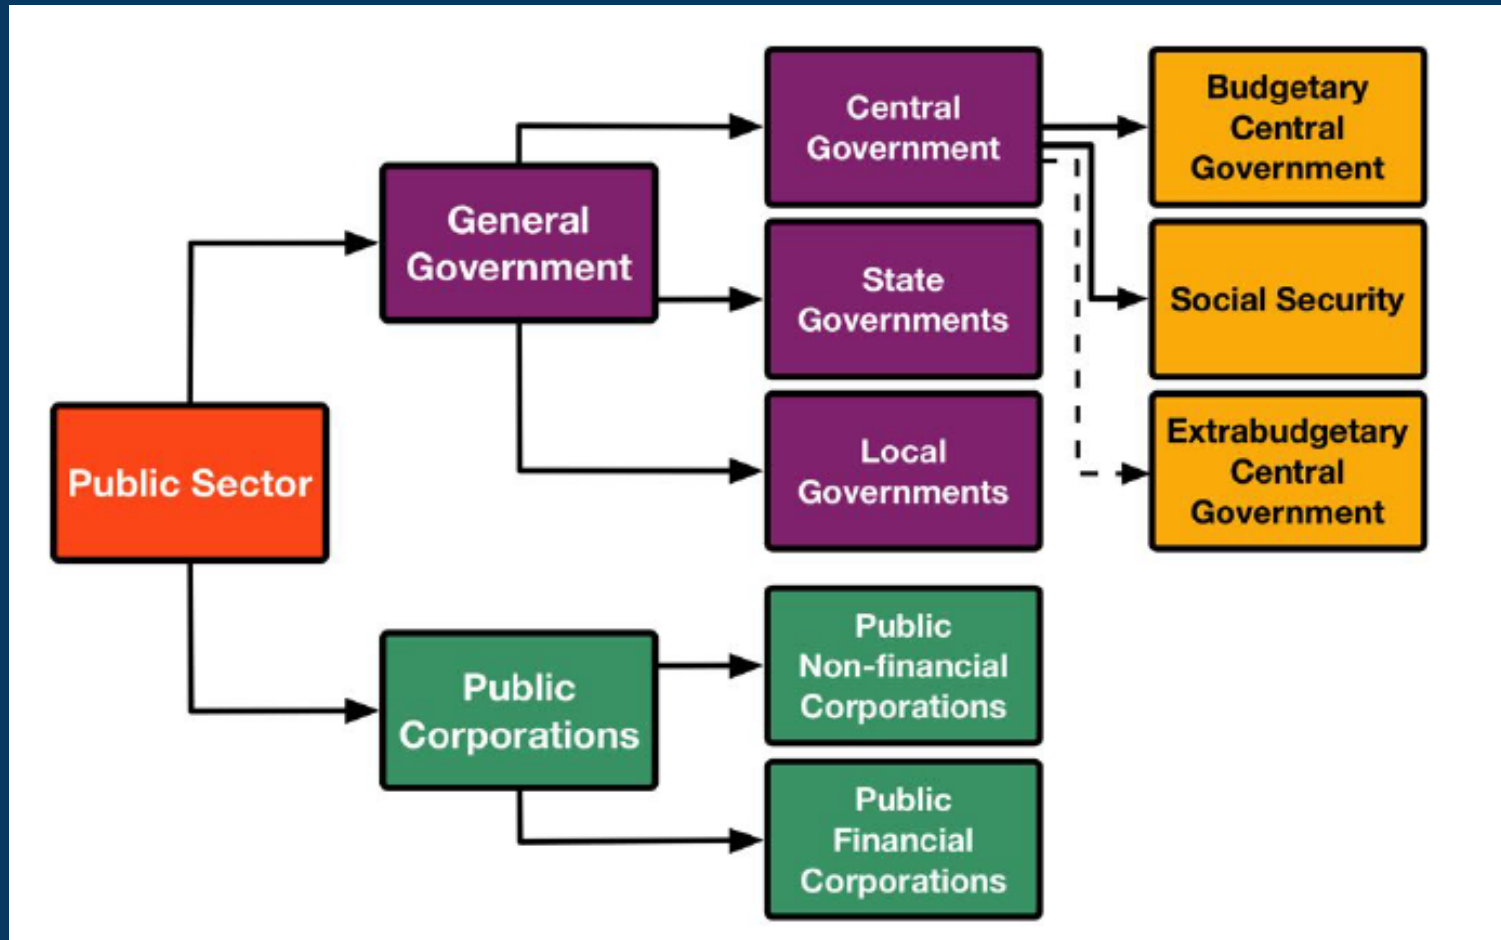 Public Sector
General
Government
Public
Corporations
Central
Government
State
Governments
Local
Governments
Public
Non-financial
Corporations
Public
Financial
Corporations
Budgetary
Central
Government
Social Security
Extrabudgetary
Central
Government